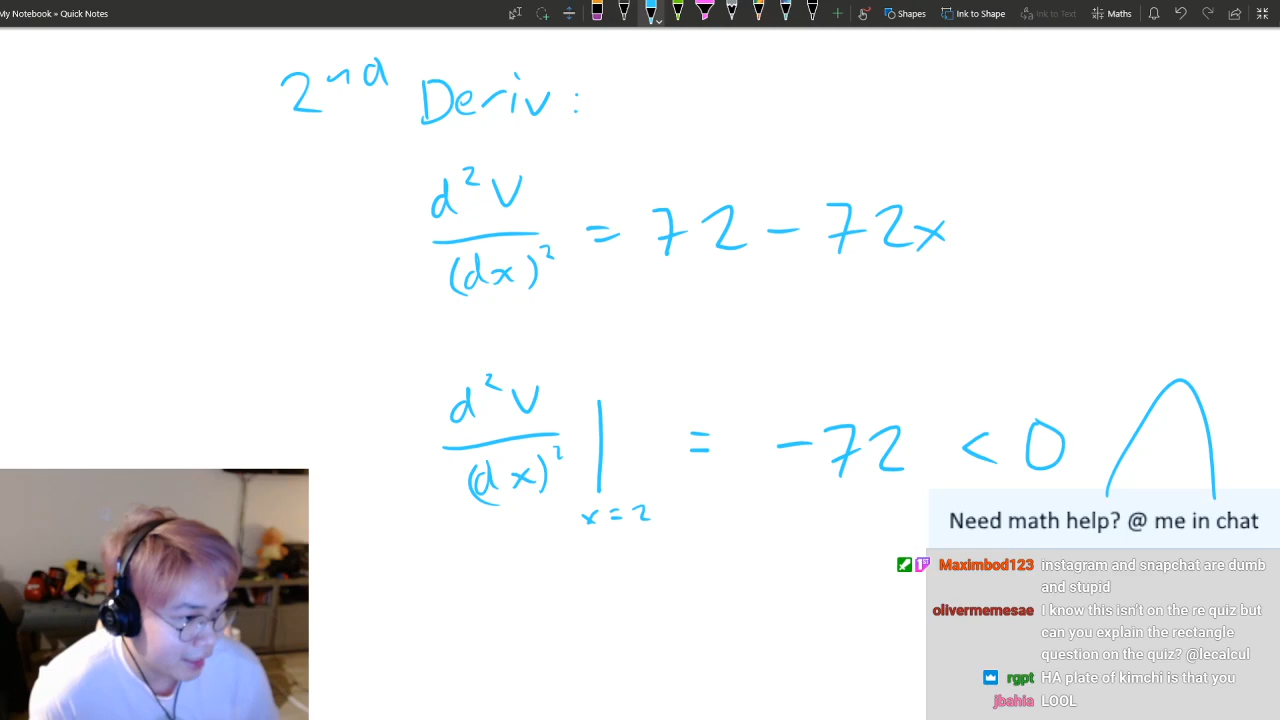 My Notebook » Quick Notes
Shapes
Ink to Shape
Ink to Text
Maths
2nd Deriv :
d²V/(dx)² = 72 - 72x
d²V/(dx)² | x = 2 = -72 < 0
Need math help? @ me in chat
Maximbod123 instagram and snapchat are dumb
and stupid
olivermemesae I know this isn't on the re quiz but
can you explain the rectangle
question on the quiz? @lecalcul
rgpt HA plate of kimchi is that you
jbahia LOOL